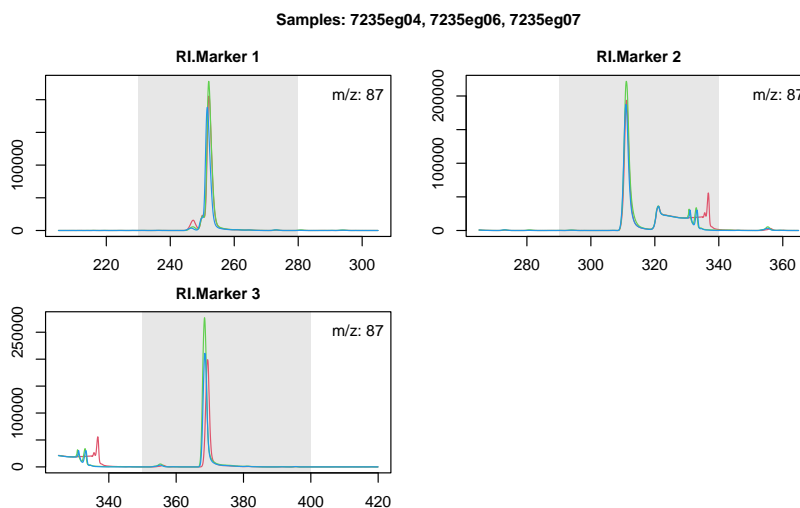 Samples: 7235eg04, 7235eg06, 7235eg07
RI.Marker 1
m/z: 87
0 100000
220 240 260 280 300
RI.Marker 2
m/z: 87
0 100000 200000
280 300 320 340 360
RI.Marker 3
m/z: 87
0 100000 250000
340 360 380 400 420